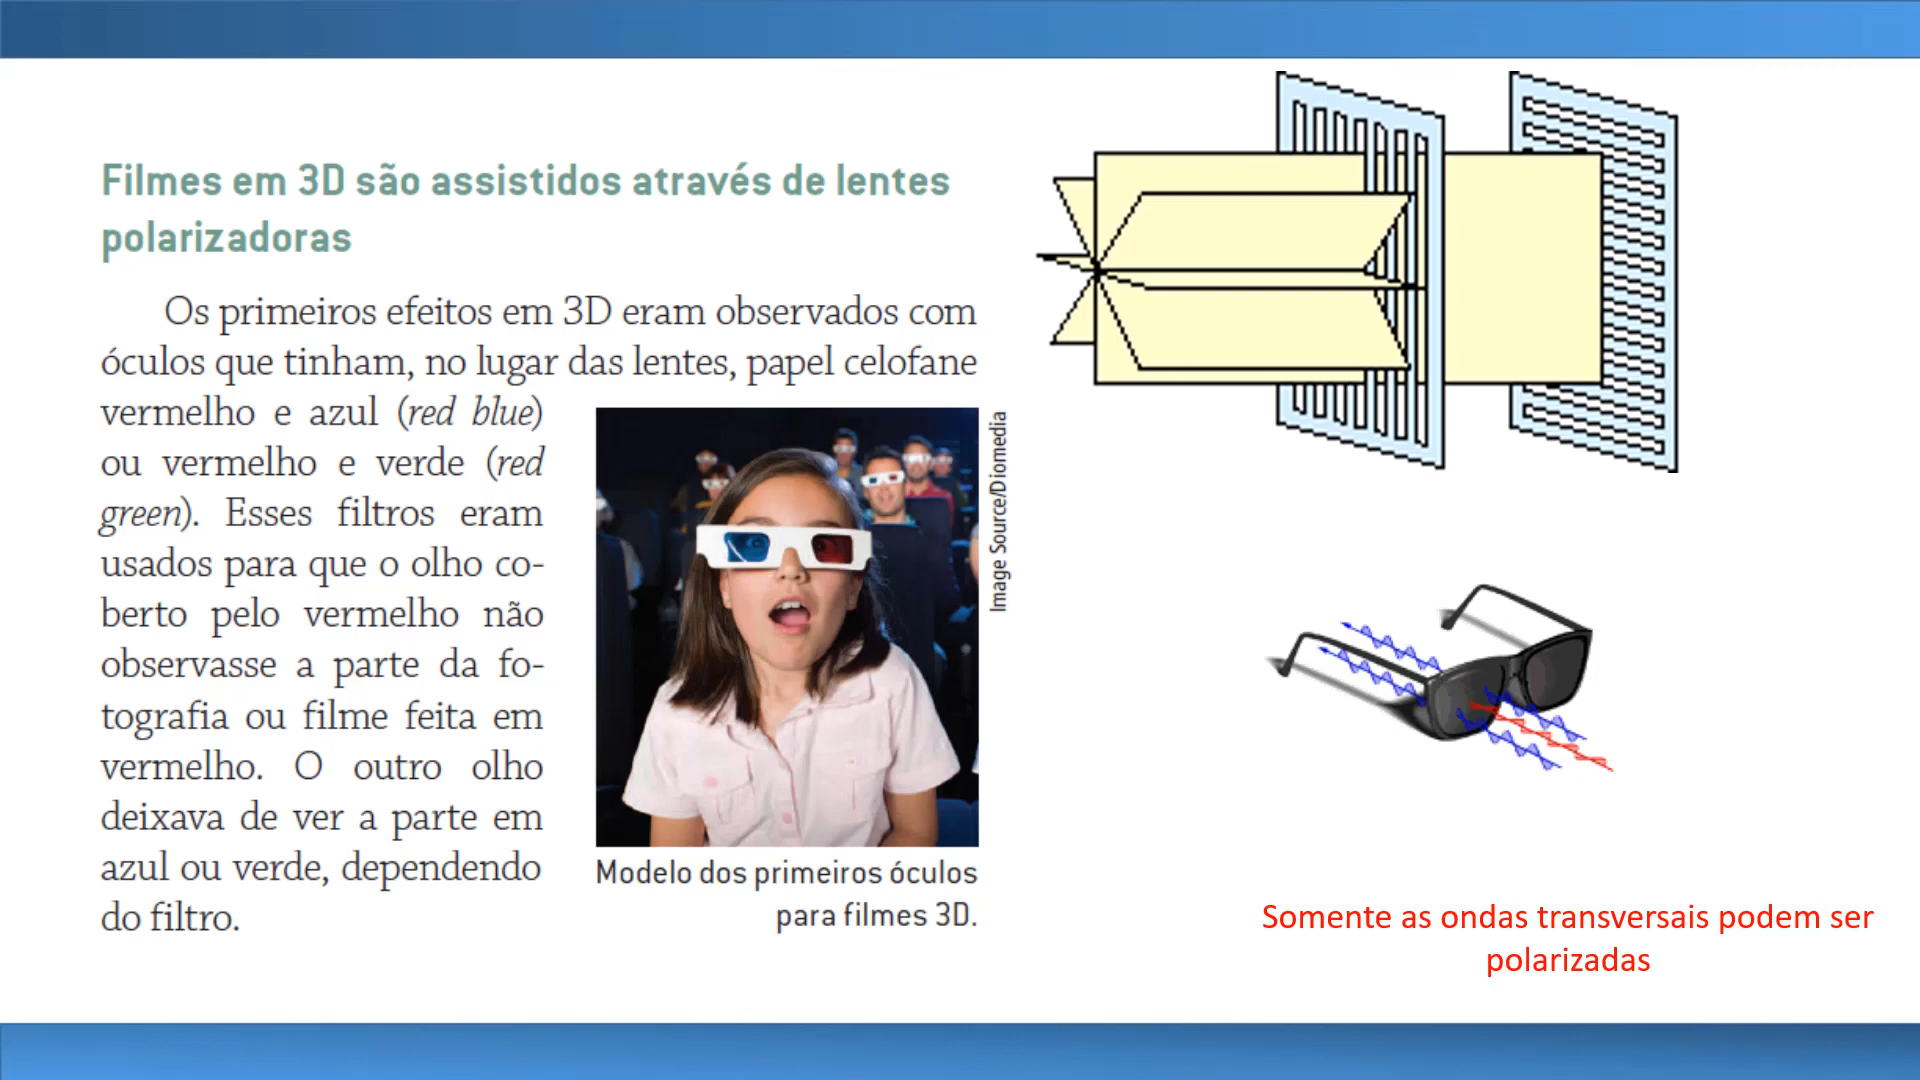 Filmes em 3D são assistidos através de lentes
polarizadoras
Os primeiros efeitos em 3D eram observados com
óculos que tinham, no lugar das lentes, papel celofane
vermelho e azul (red blue)
ou vermelho e verde (red
green). Esses filtros eram
usados para que o olho co-
berto pelo vermelho não
observasse a parte da fo-
tografia ou filme feita em
vermelho. O outro olho
deixava de ver a parte em
azul ou verde, dependendo
do filtro.
Image Source/Diomedia
Modelo dos primeiros óculos
para filmes 3D.
Somente as ondas transversais podem ser
polarizadas